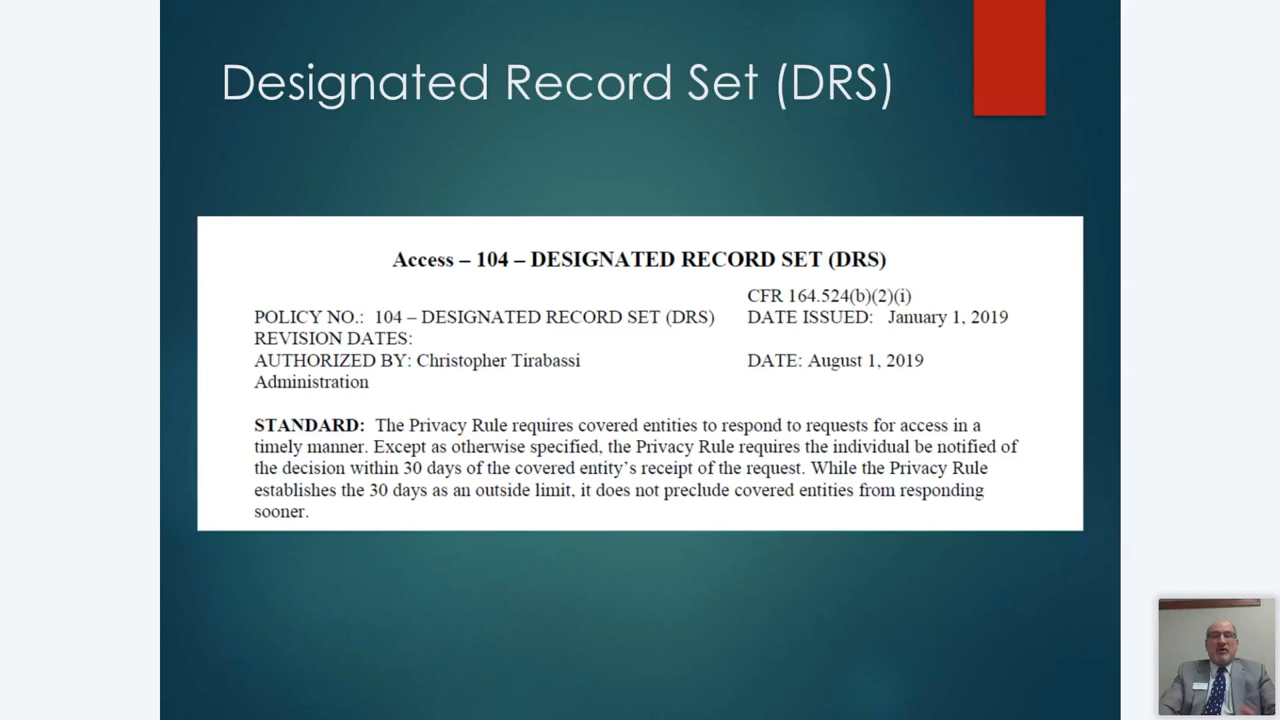 Designated Record Set (DRS)
Access – 104 – DESIGNATED RECORD SET (DRS)
CFR 164.524(b)(2)(i)
POLICY NO.: 104 – DESIGNATED RECORD SET (DRS) DATE ISSUED: January 1, 2019
REVISION DATES:
AUTHORIZED BY: Christopher Tirabassi DATE: August 1, 2019
Administration
STANDARD: The Privacy Rule requires covered entities to respond to requests for access in a
timely manner. Except as otherwise specified, the Privacy Rule requires the individual be notified of
the decision within 30 days of the covered entity's receipt of the request. While the Privacy Rule
establishes the 30 days as an outside limit, it does not preclude covered entities from responding
sooner.